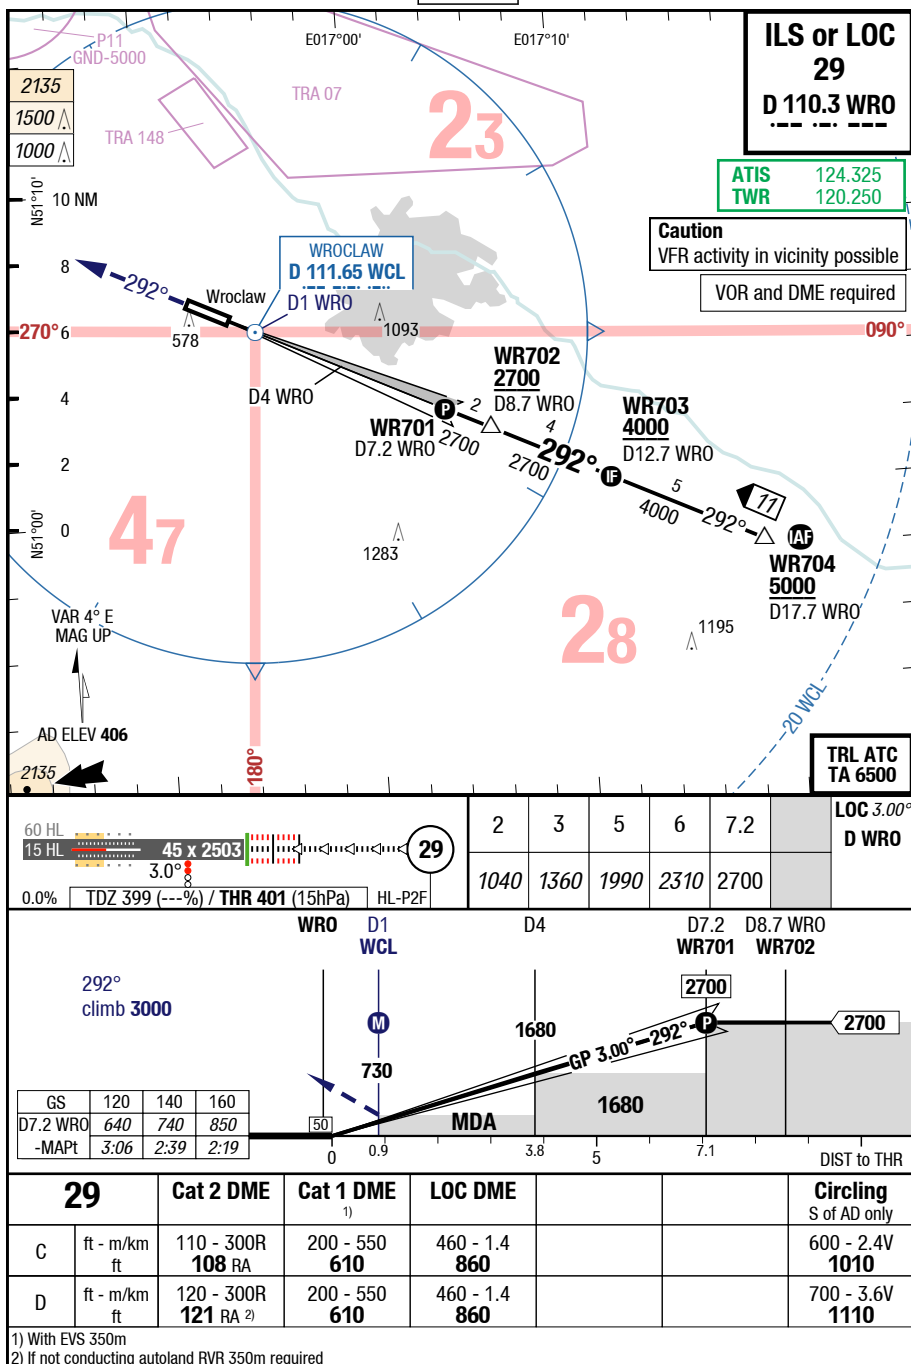 P11
GND-5000
E017°00'
E017°10'
ILS or LOC
29
D 110.3 WRO
2135
1500
1000
TRA 148
TRA 07
23
ATIS 124.325
TWR 120.250
Caution
VFR activity in vicinity possible
VOR and DME required
N51°10'
10 NM
8
6
4
2
0
N51°00'
WROCLAW
D 111.65 WCL
D1 WRO
292°
Wroclaw
578
1093
270°
090°
D4 WRO
WR702
2700
D8.7 WRO
WR701
D7.2 WRO
P
2
2700
4
2700
292°
WR703
4000
D12.7 WRO
IF
5
4000
292°
11
IAF
WR704
5000
D17.7 WRO
47
1283
28
1195
VAR 4° E
MAG UP
AD ELEV 406
2135
180°
20 WCL
TRL ATC
TA 6500
60 HL
15 HL
45 x 2503
29
3.0°
0.0%
TDZ 399 (---%) / THR 401 (15hPa)
HL-P2F
2 3 5 6 7.2
1040 1360 1990 2310 2700
LOC 3.00°
D WRO
WRO
D1
WCL
D4
D7.2
WR701
D8.7 WRO
WR702
292°
climb 3000
M
730
1680
2700
GP 3.00°
292°
P
2700
MDA
1680
50
GS 120 140 160
D7.2 WRO 640 740 850
-MAPt 3:06 2:39 2:19
0 0.9 3.8 5 7.1 DIST to THR
29 Cat 2 DME Cat 1 DME 1) LOC DME Circling
S of AD only
C ft - m/km 110 - 300R 200 - 550 460 - 1.4 600 - 2.4V
ft 108 RA 610 860 1010
D ft - m/km 120 - 300R 200 - 550 460 - 1.4 700 - 3.6V
ft 121 RA 2) 610 860 1110
1) With EVS 350m
2) If not conducting autoland RVR 350m required